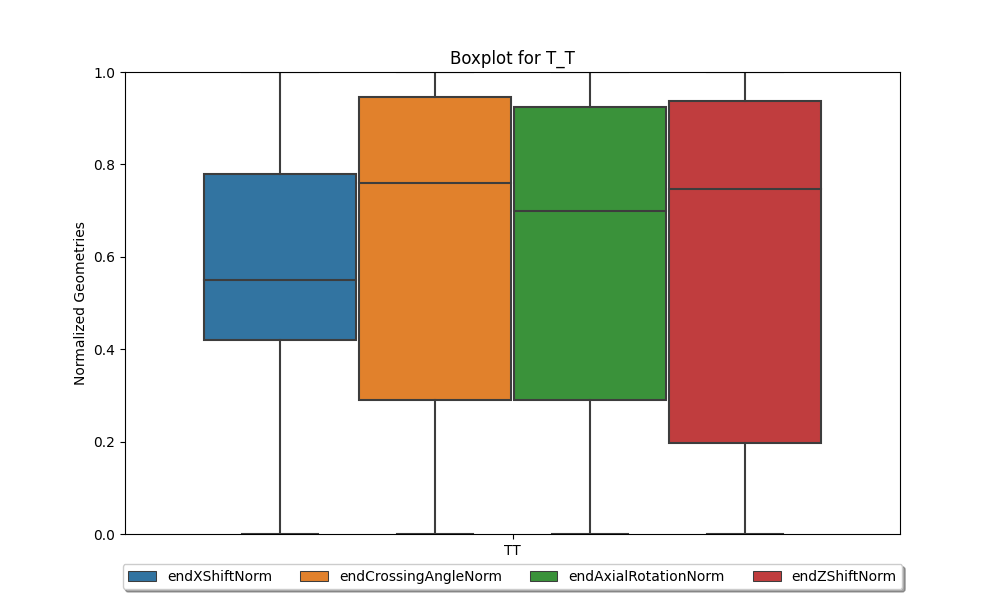 Boxplot for T_T
Normalized Geometries
1.0
0.8
0.6
0.4
0.2
0.0
TT
endXShiftNorm endCrossingAngleNorm endAxialRotationNorm endZShiftNorm